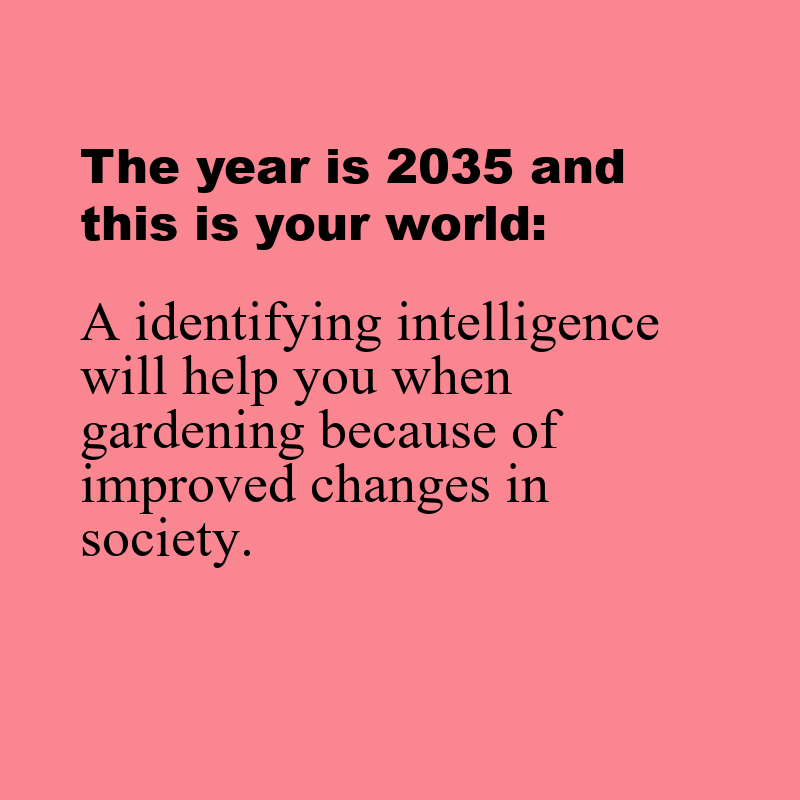 The year is 2035 and
this is your world:
A identifying intelligence
will help you when
gardening because of
improved changes in
society.